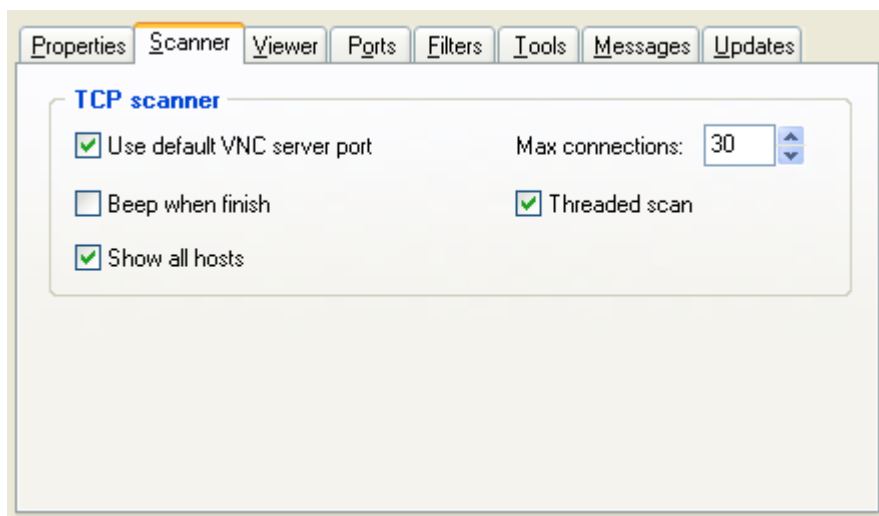 Properties Scanner Viewer Ports Filters Tools Messages Updates
TCP scanner
Use default VNC server port Max connections: 30
Beep when finish Threaded scan
Show all hosts